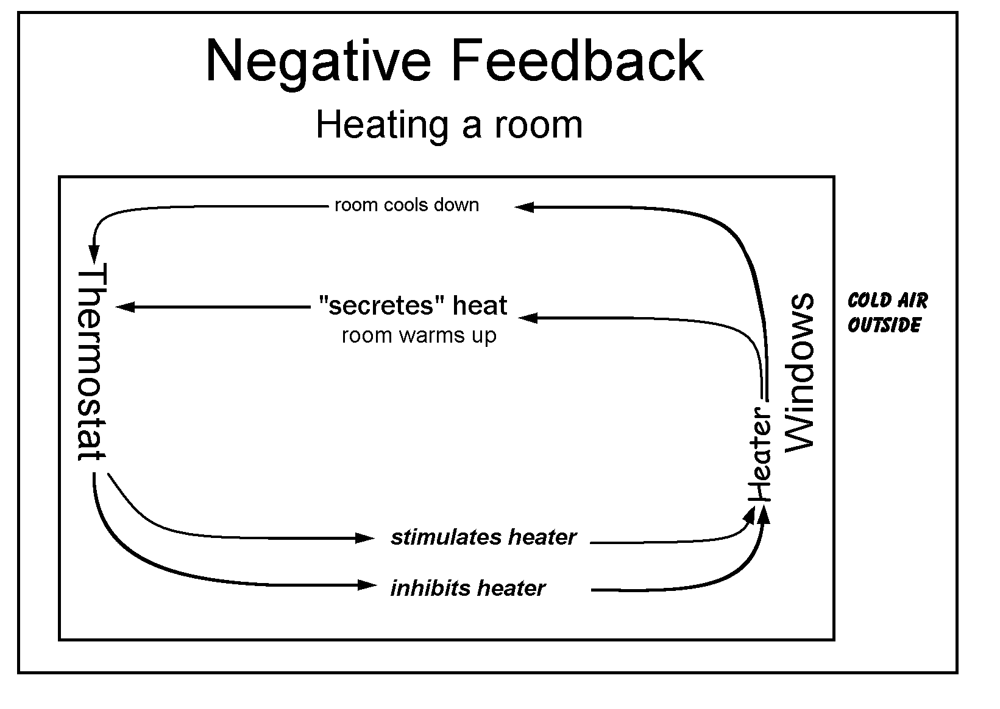 Negative Feedback
Heating a room
room cools down
Thermostat
"secretes" heat
room warms up
Heater
Windows
COLD AIR
OUTSIDE
stimulates heater
inhibits heater